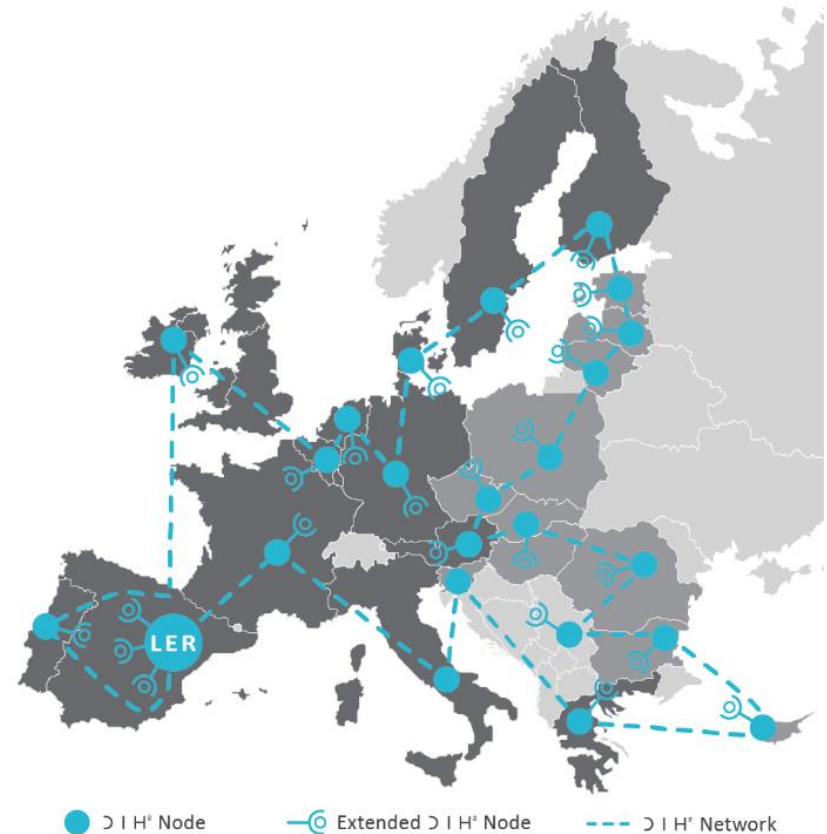 LER
Ɔ I H² Node
Extended Ɔ I H² Node
Ɔ I H² Network